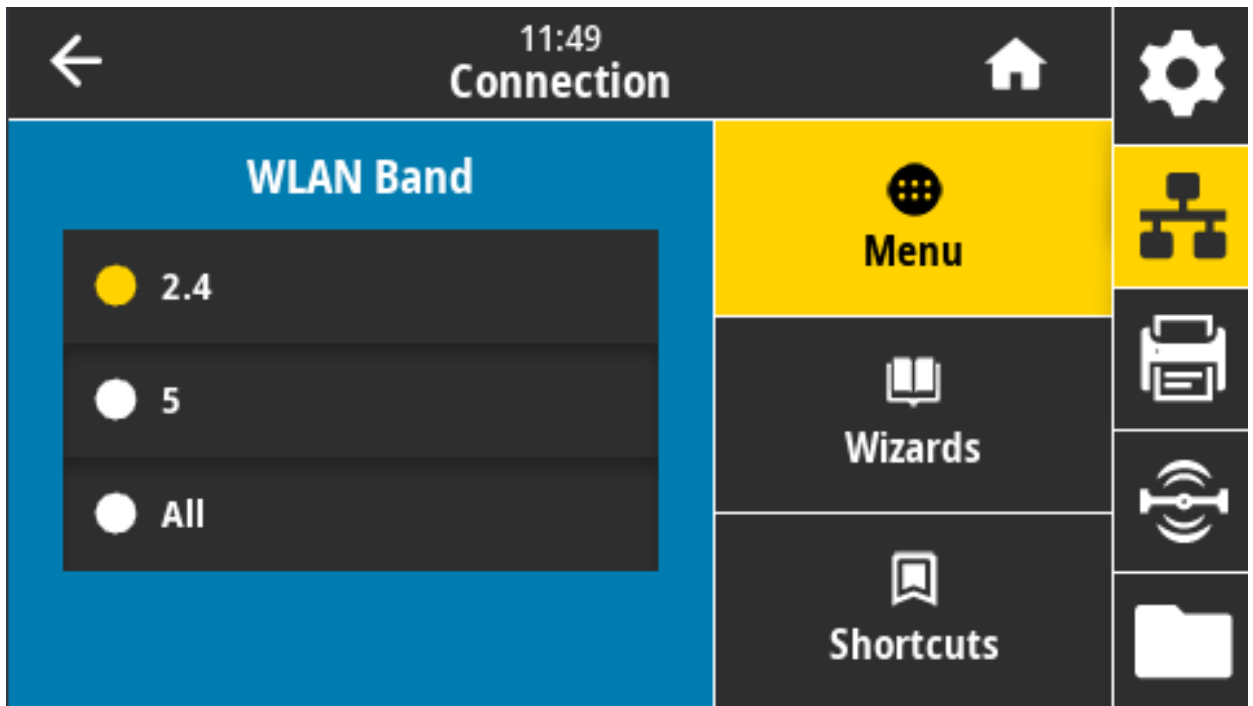 11:49
Connection
WLAN Band
2.4
5
All
Menu
Wizards
Shortcuts